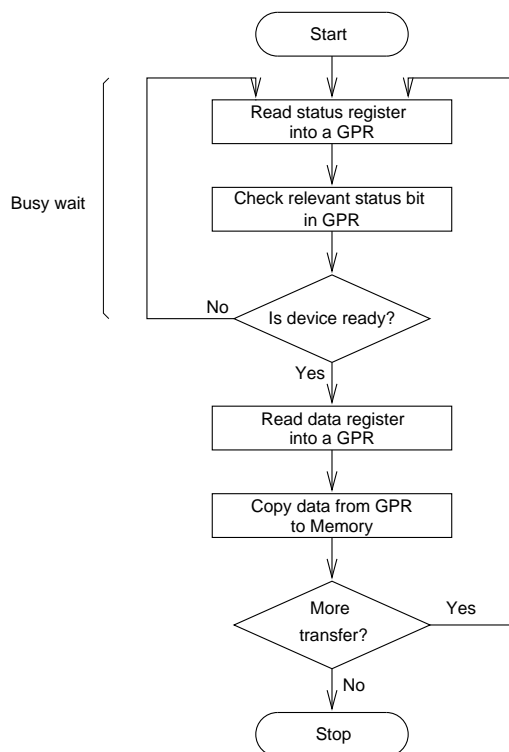 Start
Read status register
into a GPR
Check relevant status bit
in GPR
Busy wait
No
Is device ready?
Yes
Read data register
into a GPR
Copy data from GPR
to Memory
More
transfer?
Yes
No
Stop